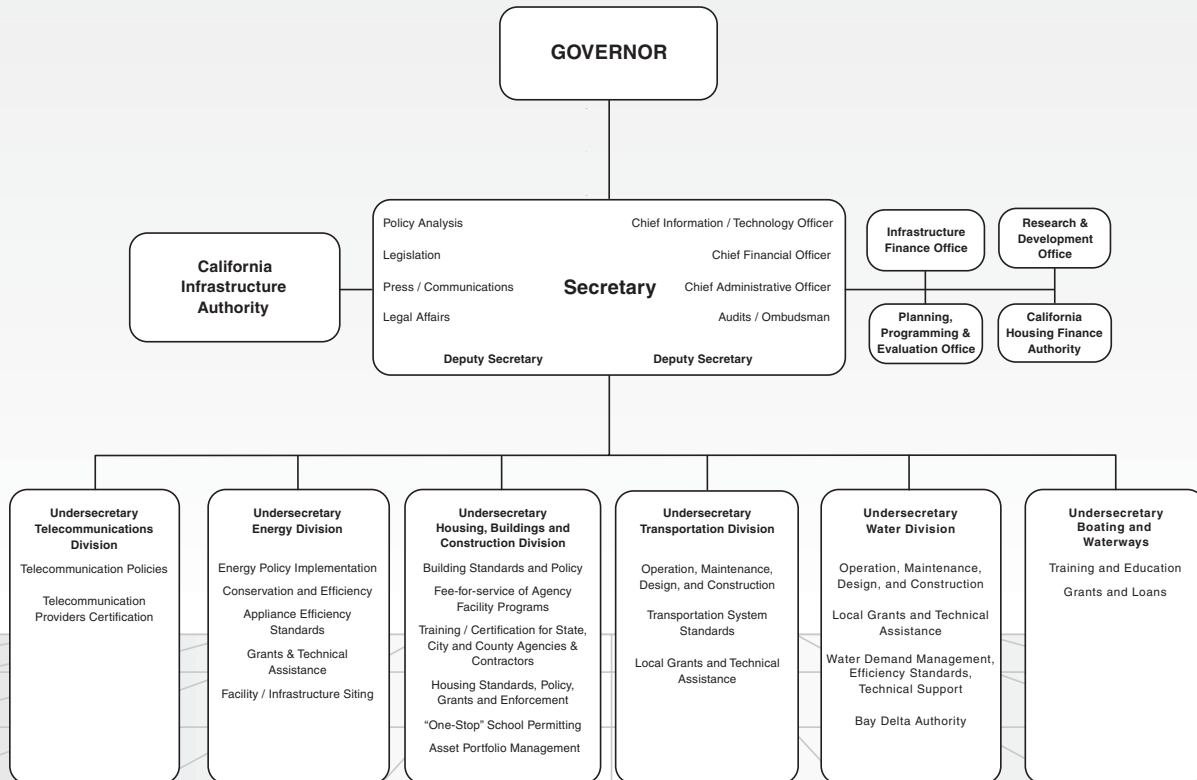 GOVERNOR
California
Infrastructure
Authority
Policy Analysis
Legislation
Press / Communications
Legal Affairs
Secretary
Chief Information / Technology Officer
Chief Financial Officer
Chief Administrative Officer
Audits / Ombudsman
Deputy Secretary
Deputy Secretary
Infrastructure
Finance Office
Research &
Development
Office
Planning,
Programming &
Evaluation Office
California
Housing Finance
Authority
Undersecretary
Telecommunications
Division
Telecommunication Policies
Telecommunication
Providers Certification
Undersecretary
Energy Division
Energy Policy Implementation
Conservation and Efficiency
Appliance Efficiency
Standards
Grants & Technical
Assistance
Facility / Infrastructure Siting
Undersecretary
Housing, Buildings and
Construction Division
Building Standards and Policy
Fee-for-service of Agency
Facility Programs
Training / Certification for State,
City and County Agencies &
Contractors
Housing Standards, Policy,
Grants and Enforcement
“One-Stop” School Permitting
Asset Portfolio Management
Undersecretary
Transportation Division
Operation, Maintenance,
Design, and Construction
Transportation System
Standards
Local Grants and Technical
Assistance
Undersecretary
Water Division
Operation, Maintenance,
Design, and Construction
Local Grants and Technical
Assistance
Water Demand Management,
Efficiency Standards,
Technical Support
Bay Delta Authority
Undersecretary
Boating and
Waterways
Training and Education
Grants and Loans